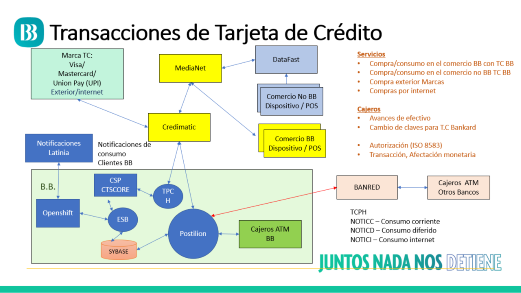 BB Transacciones de Tarjeta de Crédito
Marca TC:
Visa/
Mastercard/
Union Pay (UPI)
Exterior/internet
MediaNet
DataFast
Comercio No BB
Dispositivo / POS
Credimatic
Comercio BB
Dispositivo / POS
Notificaciones
Latinia
Notificaciones de
consumo
Clientes BB
B.B.
CSP
CTSCORE
TPC
H
Openshift
ESB
Postilion
SYBASE
Cajeros ATM
BB
BANRED
Cajeros ATM
Otros Bancos
Servicios
• Compra/consumo en el comercio BB con TC BB
• Compra/consumo en el comercio no BB TC BB
• Compra exterior Marcas
• Compras por internet
Cajeros
• Avances de efectivo
• Cambio de claves para T.C Bankard
• Autorización (ISO 8583)
• Transacción, Afectación monetaria
TCPH
NOTICC – Consumo corriente
NOTICD – Consumo diferido
NOTICI – Consumo internet
JUNTOS NADA NOS DETIENE